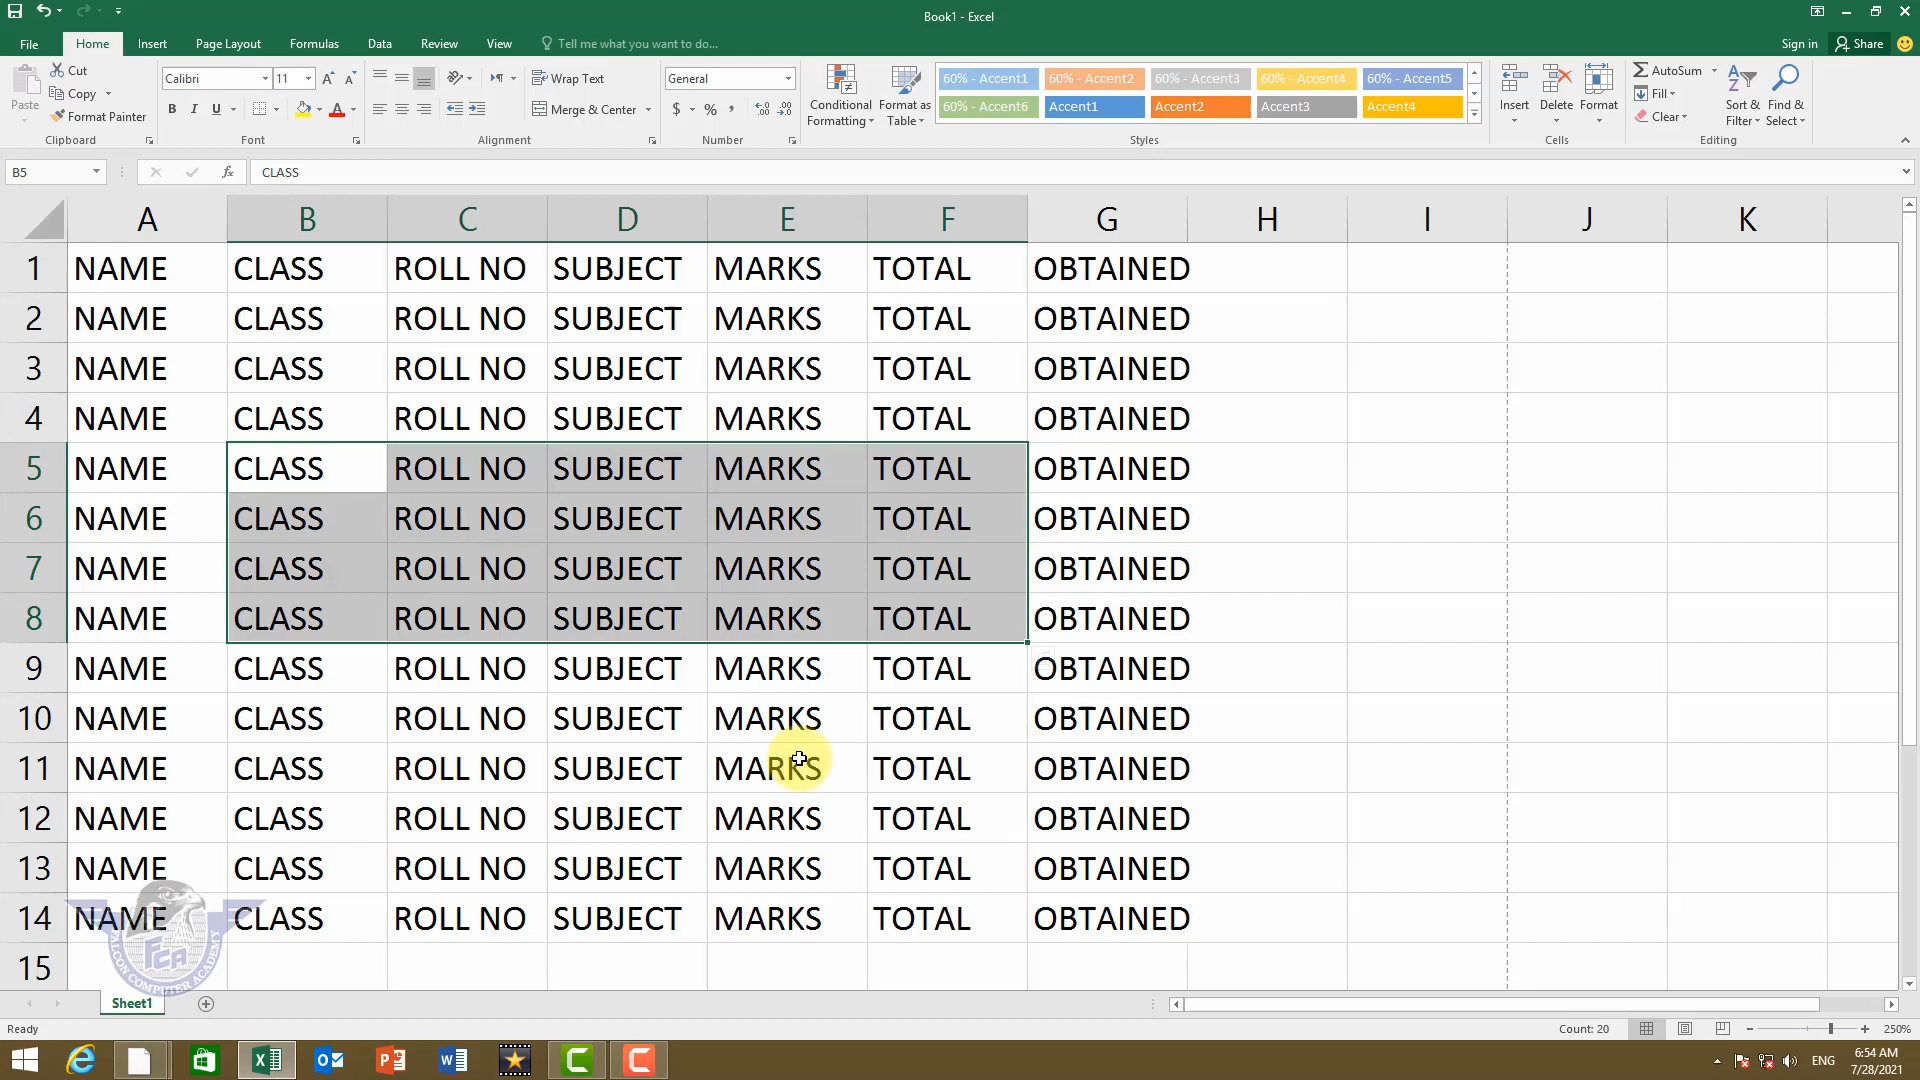 Book1 - Excel
File Home Insert Page Layout Formulas Data Review View Tell me what you want to do... Sign in Share
Paste Cut Copy Format Painter Clipboard
Calibri 11 B I U A Font
Wrap Text Merge & Center Alignment
General $ % Number
Conditional Formatting Format as Table
60% - Accent1 60% - Accent2 60% - Accent3 60% - Accent4 60% - Accent5
60% - Accent6 Accent1 Accent2 Accent3 Accent4
Styles
Insert Delete Format Cells
AutoSum Fill Clear Sort & Filter Find & Select Editing
B5 fx CLASS
A B C D E F G H I J K
1 NAME CLASS ROLL NO SUBJECT MARKS TOTAL OBTAINED
2 NAME CLASS ROLL NO SUBJECT MARKS TOTAL OBTAINED
3 NAME CLASS ROLL NO SUBJECT MARKS TOTAL OBTAINED
4 NAME CLASS ROLL NO SUBJECT MARKS TOTAL OBTAINED
5 NAME CLASS ROLL NO SUBJECT MARKS TOTAL OBTAINED
6 NAME CLASS ROLL NO SUBJECT MARKS TOTAL OBTAINED
7 NAME CLASS ROLL NO SUBJECT MARKS TOTAL OBTAINED
8 NAME CLASS ROLL NO SUBJECT MARKS TOTAL OBTAINED
9 NAME CLASS ROLL NO SUBJECT MARKS TOTAL OBTAINED
10 NAME CLASS ROLL NO SUBJECT MARKS TOTAL OBTAINED
11 NAME CLASS ROLL NO SUBJECT MARKS TOTAL OBTAINED
12 NAME CLASS ROLL NO SUBJECT MARKS TOTAL OBTAINED
13 NAME CLASS ROLL NO SUBJECT MARKS TOTAL OBTAINED
14 NAME CLASS ROLL NO SUBJECT MARKS TOTAL OBTAINED
15
FCA
FALCON COMPUTER ACADEMY
Sheet1
Ready Count: 20 250%
ENG 6:54 AM
7/28/2021